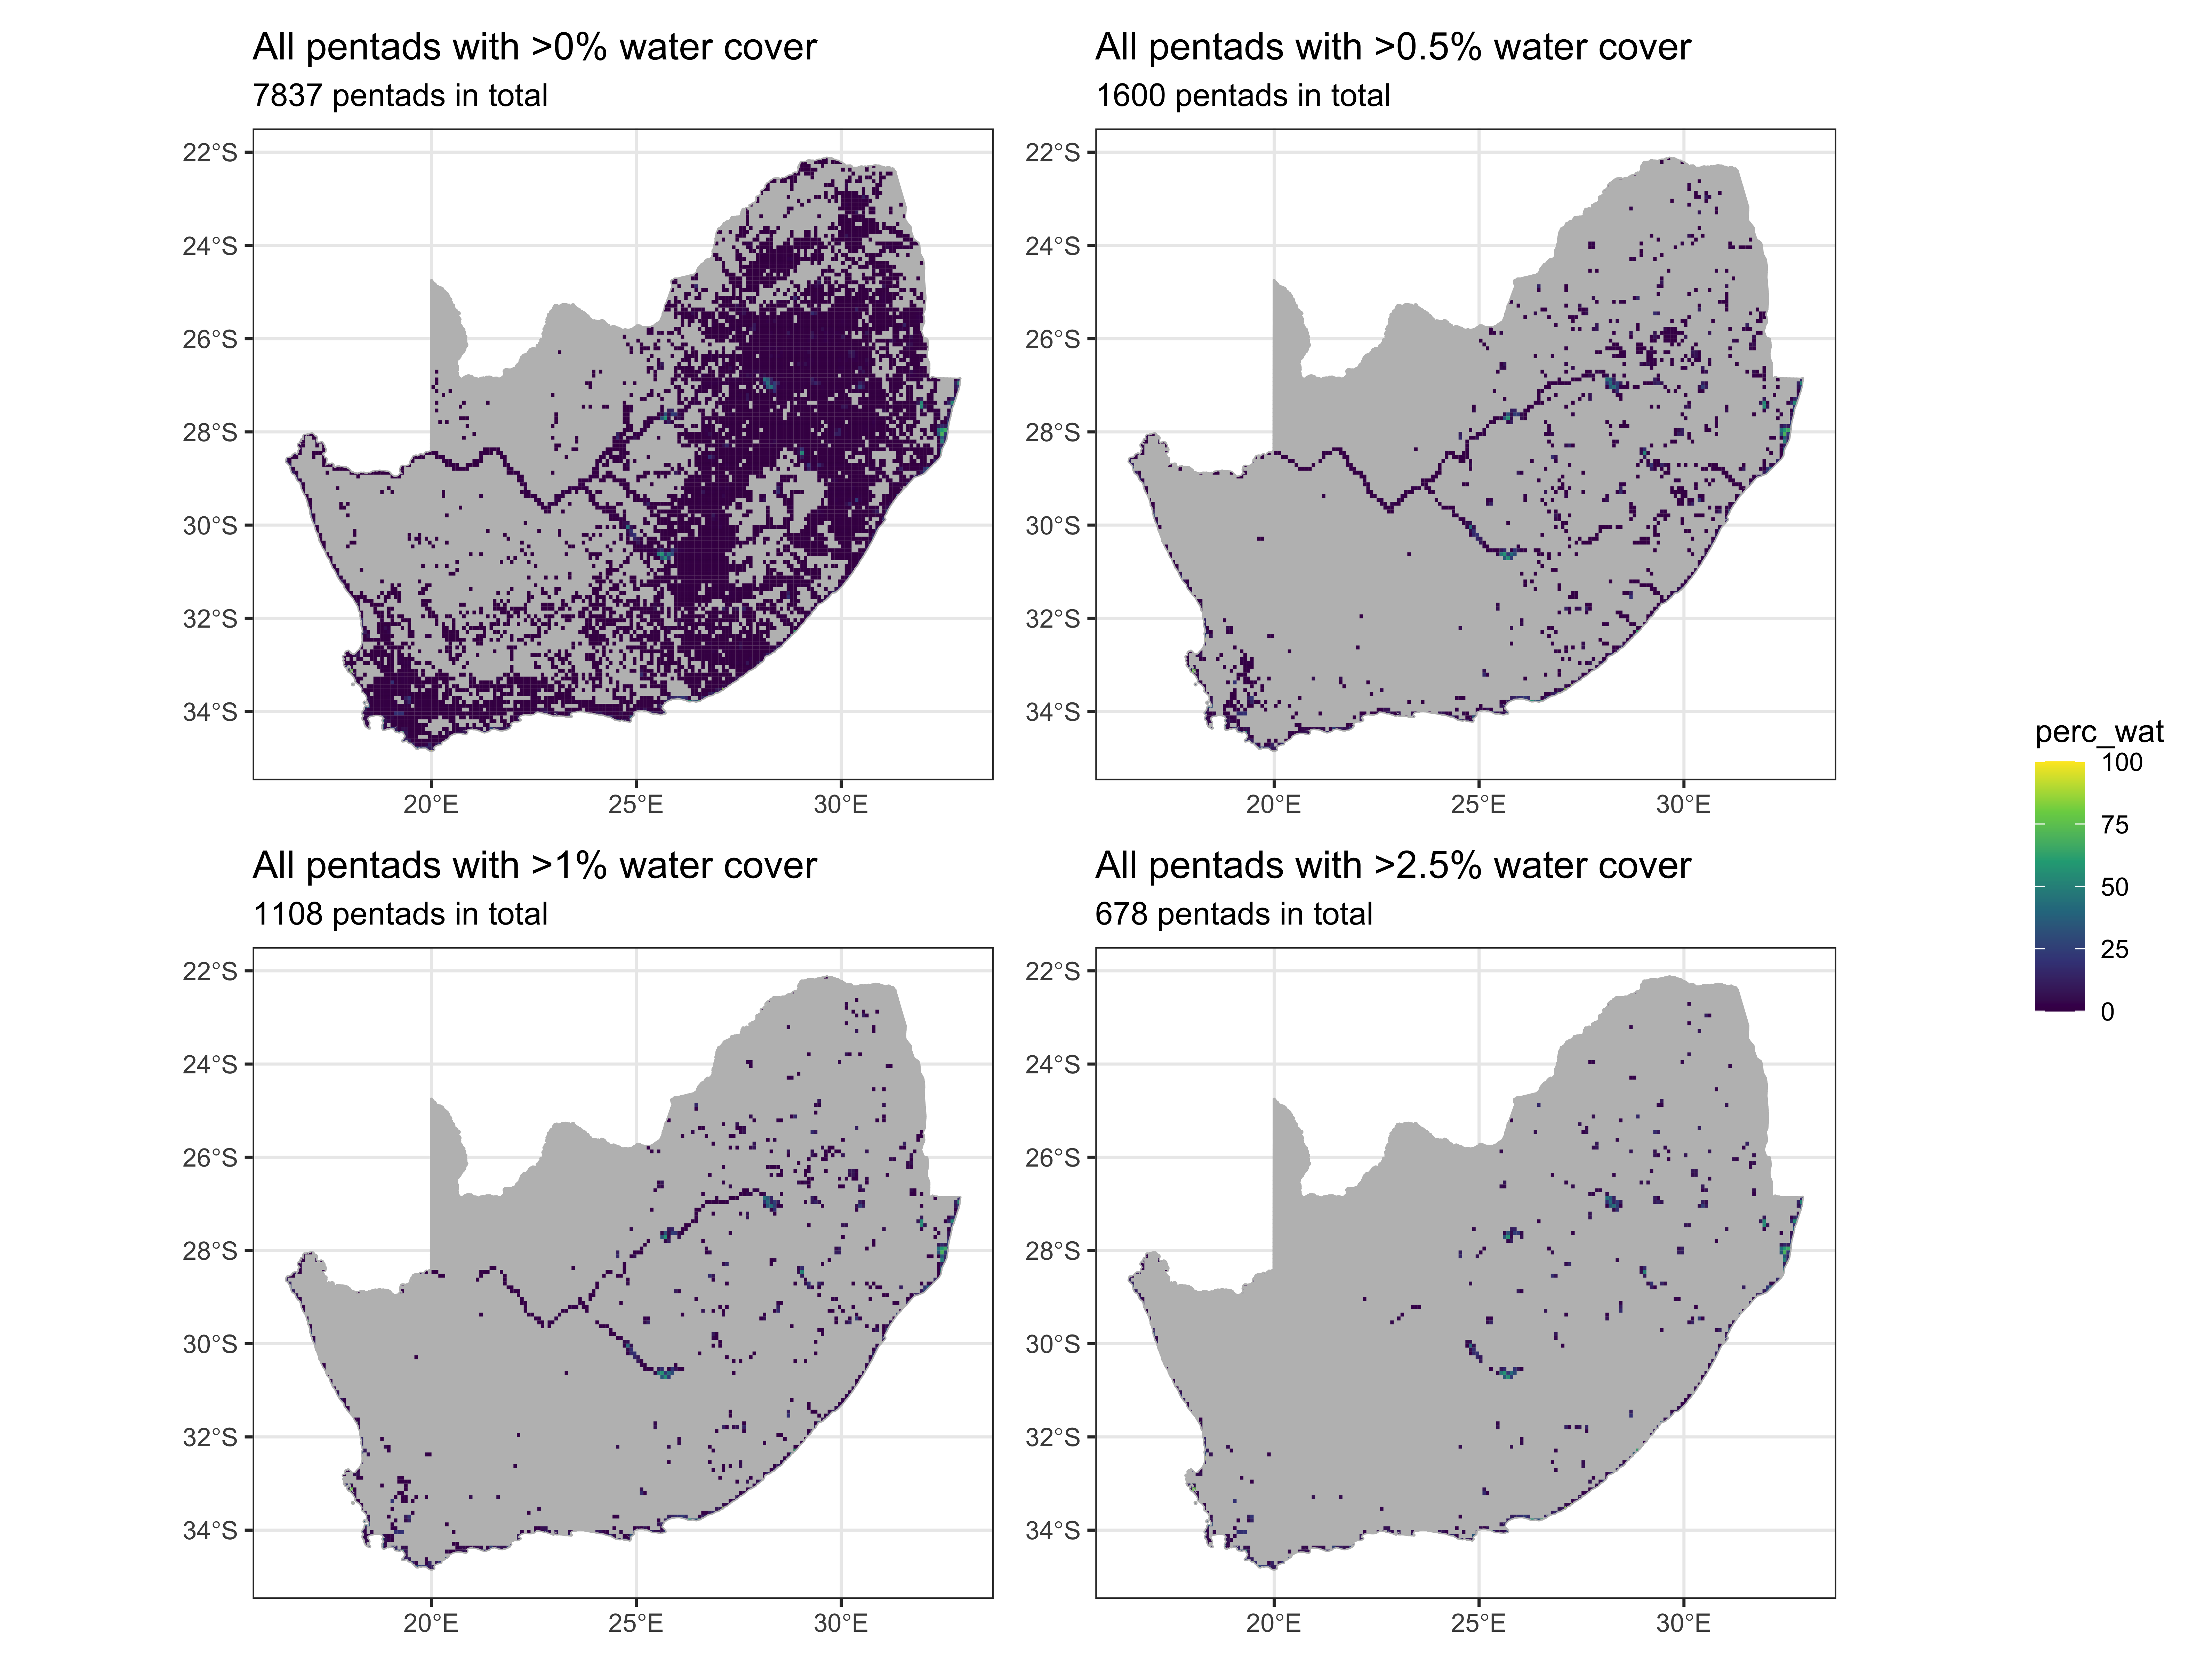 All pentads with >0% water cover
7837 pentads in total
22°S
24°S
26°S
28°S
30°S
32°S
34°S
20°E
25°E
30°E
All pentads with >0.5% water cover
1600 pentads in total
22°S
24°S
26°S
28°S
30°S
32°S
34°S
20°E
25°E
30°E
All pentads with >1% water cover
1108 pentads in total
22°S
24°S
26°S
28°S
30°S
32°S
34°S
20°E
25°E
30°E
All pentads with >2.5% water cover
678 pentads in total
22°S
24°S
26°S
28°S
30°S
32°S
34°S
20°E
25°E
30°E
perc_wat
100
75
50
25
0